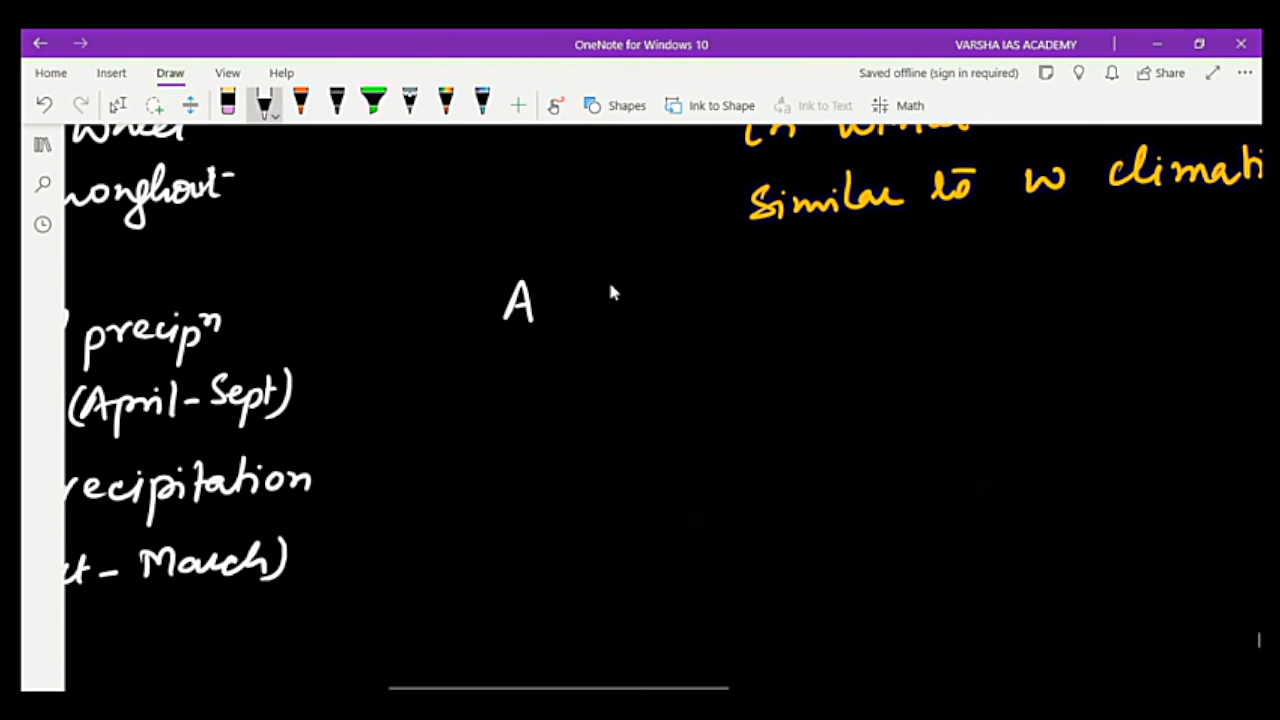 OneNote for Windows 10
VARSHA IAS ACADEMY
Home Insert Draw View Help
Saved offline (sign in required)
Share
Shapes
Ink to Shape
Ink to Text
Math
similar to w climati
A
precipn
(April-Sept)
recipitation
- March)